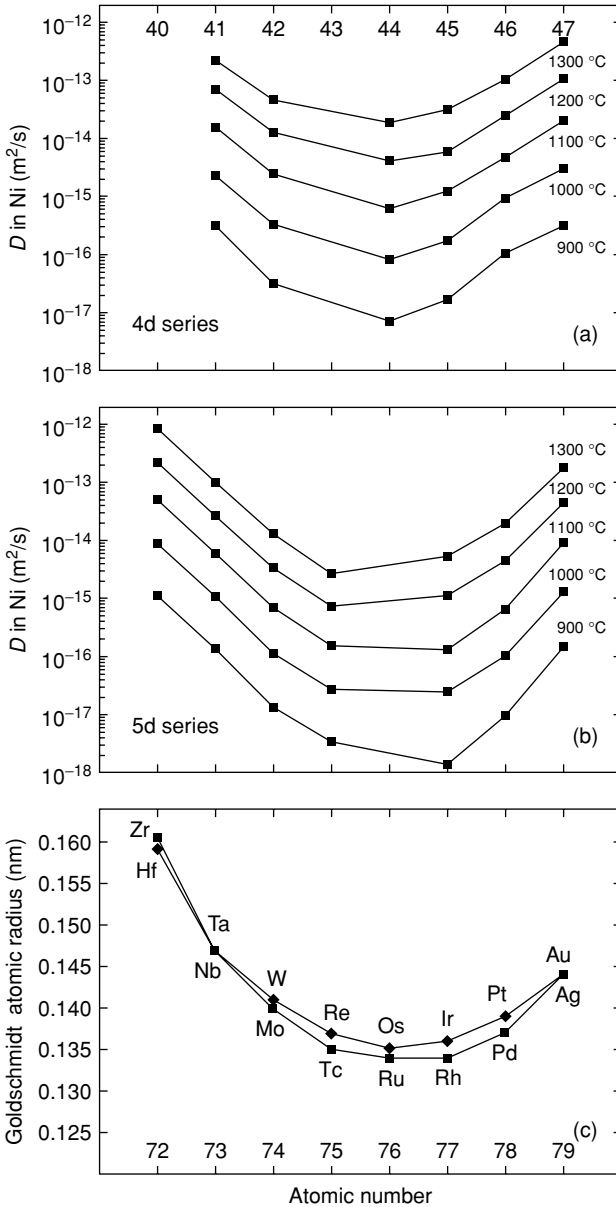 40 41 42 43 44 45 46 47
10⁻¹²
10⁻¹³
10⁻¹⁴
10⁻¹⁵
10⁻¹⁶
10⁻¹⁷
10⁻¹⁸
D in Ni (m²/s)
1300 °C
1200 °C
1100 °C
1000 °C
900 °C
4d series
(a)
10⁻¹²
10⁻¹³
10⁻¹⁴
10⁻¹⁵
10⁻¹⁶
10⁻¹⁷
10⁻¹⁸
D in Ni (m²/s)
1300 °C
1200 °C
1100 °C
1000 °C
900 °C
5d series
(b)
0.160
0.155
0.150
0.145
0.140
0.135
0.130
0.125
Goldschmidt atomic radius (nm)
Zr
Hf
Ta
Nb
W
Mo
Re
Tc
Os
Ru
Ir
Rh
Pt
Pd
Au
Ag
(c)
72 73 74 75 76 77 78 79
Atomic number